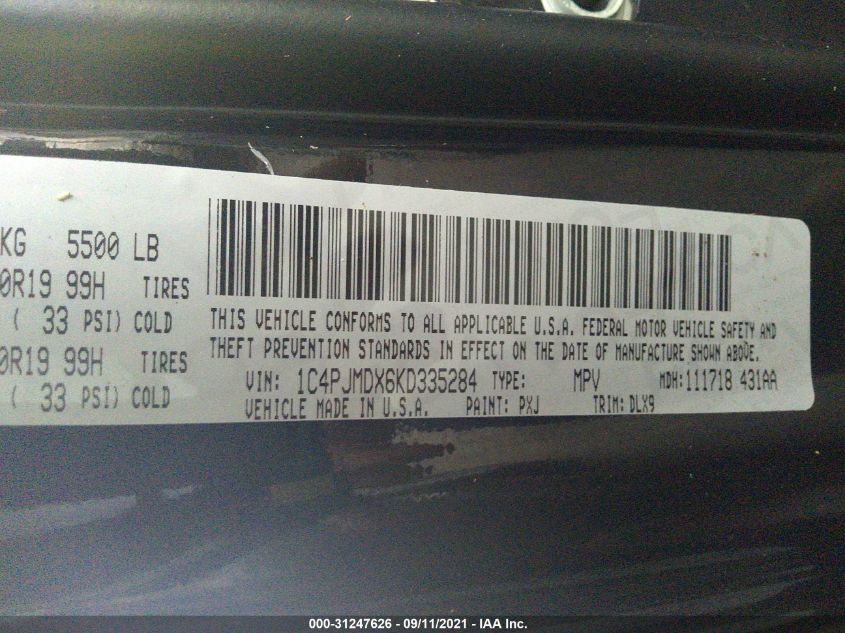 KG 5500 LB
0R19 99H TIRES
( 33 PSI) COLD
0R19 99H TIRES
( 33 PSI) COLD
THIS VEHICLE CONFORMS TO ALL APPLICABLE U.S.A. FEDERAL MOTOR VEHICLE SAFETY AND
THEFT PREVENTION STANDARDS IN EFFECT ON THE DATE OF MANUFACTURE SHOWN ABOVE.
VIN: 1C4PJMDX6KD335284 TYPE: MPV MDH: 111718 431AA
VEHICLE MADE IN U.S.A. PAINT: PXJ TRIM: DLX9
000-31247626 - 09/11/2021 - IAA Inc.